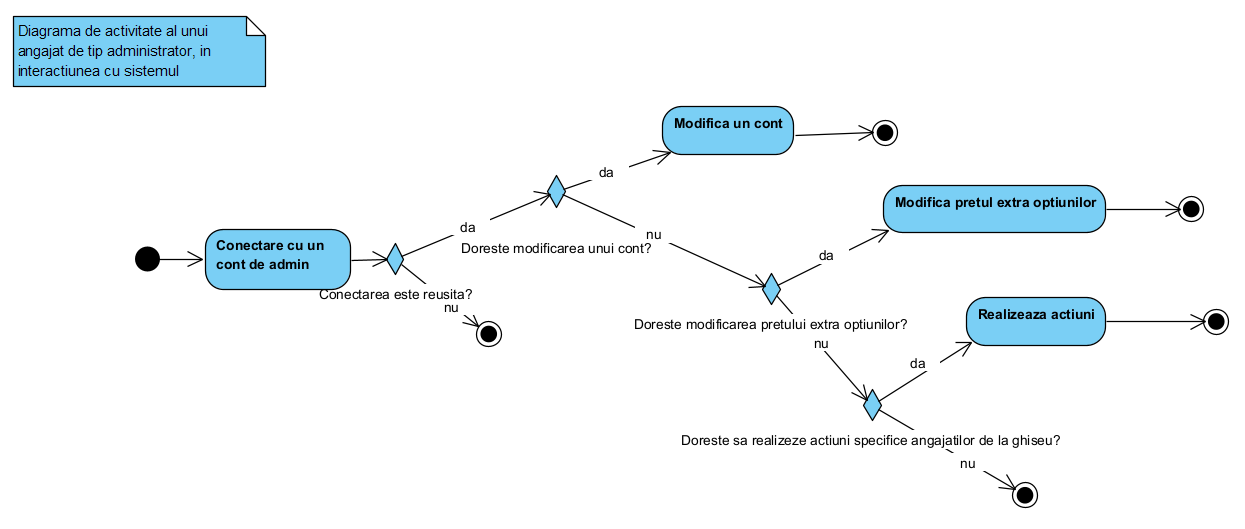 Diagrama de activitate al unui
angajat de tip administrator, in
interactiunea cu sistemul
Modifica un cont
da
Modifica pretul extra optiunilor
da
nu
Doreste modificarea unui cont?
Conectare cu un
cont de admin
da
Conectarea este reusita?
nu
Realizeaza actiuni
Doreste modificarea pretului extra optiunilor?
nu
da
Doreste sa realizeze actiuni specifice angajatilor de la ghiseu?
nu